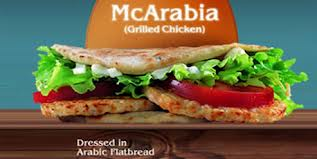 McArabia
(Grilled Chicken)
Dressed in
Arabic Flatbread